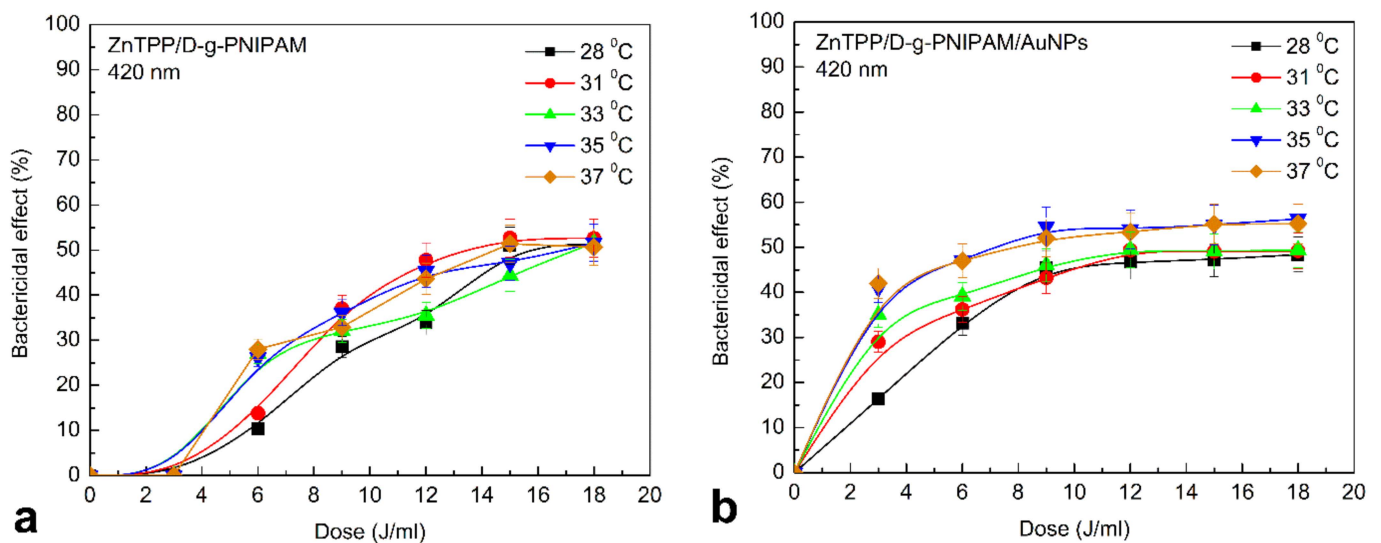 100
90
80
70
60
50
40
30
20
10
0
Bactericidal effect (%)
ZnTPP/D-g-PNIPAM
420 nm
28 ⁰C
31 ⁰C
33 ⁰C
35 ⁰C
37 ⁰C
0 2 4 6 8 10 12 14 16 18 20
Dose (J/ml)
a
100
90
80
70
60
50
40
30
20
10
0
Bactericidal effect (%)
ZnTPP/D-g-PNIPAM/AuNPs
420 nm
28 ⁰C
31 ⁰C
33 ⁰C
35 ⁰C
37 ⁰C
0 2 4 6 8 10 12 14 16 18 20
Dose (J/ml)
b